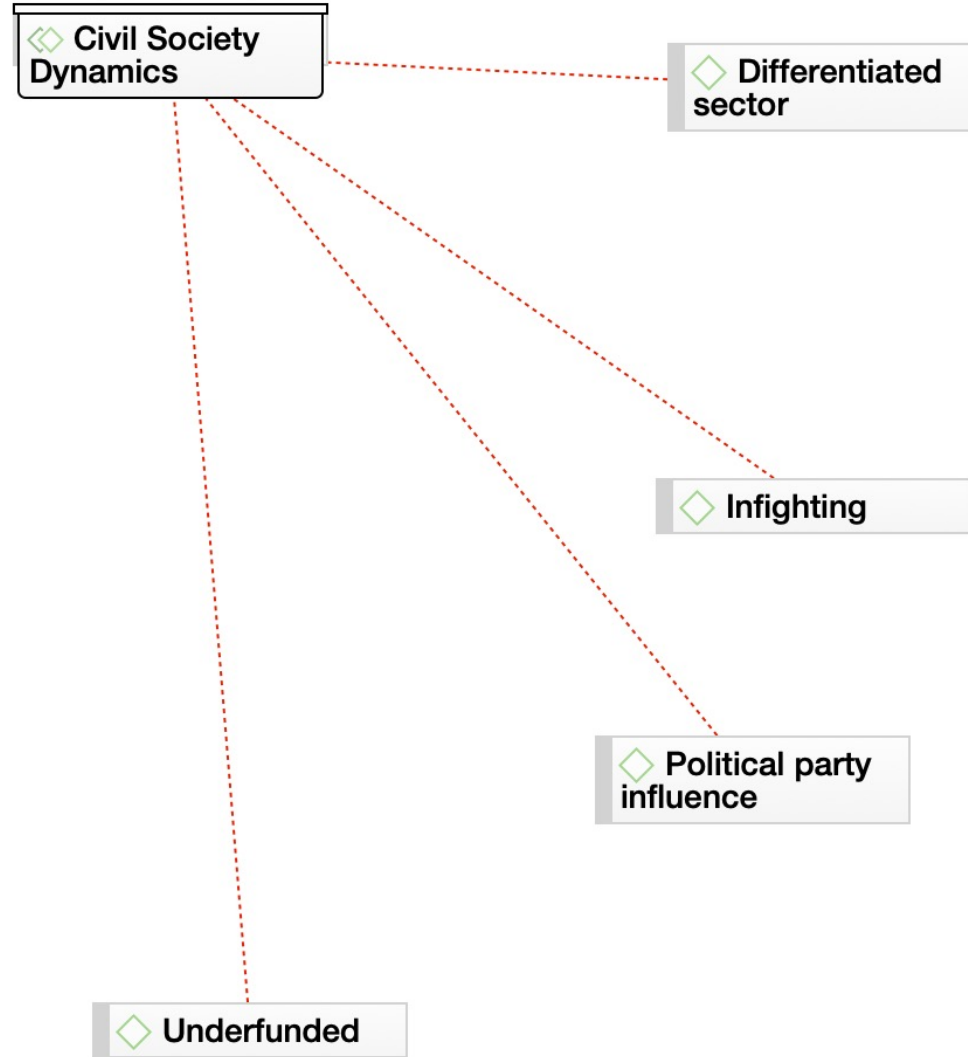 Civil Society
Dynamics
Differentiated
sector
Infighting
Political party
influence
Underfunded